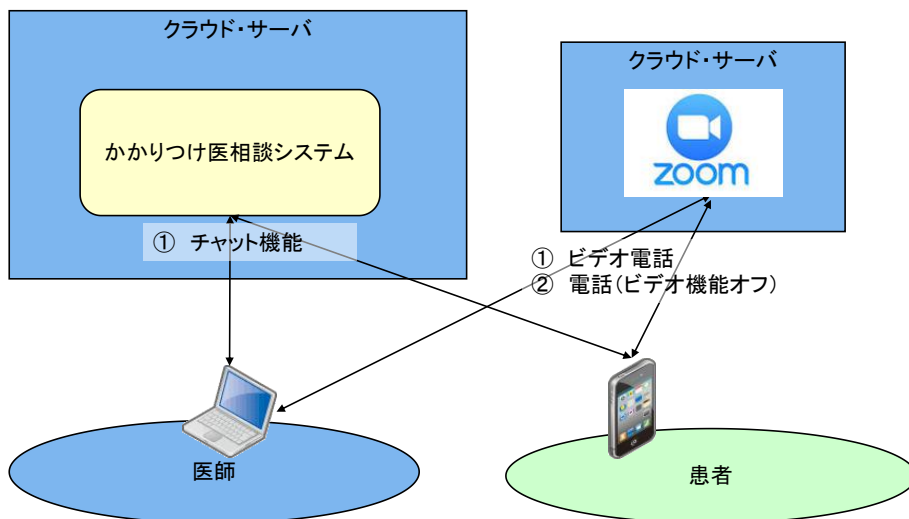 クラウド・サーバ
かかりつけ医相談システム
① チャット機能
クラウド・サーバ
zoom
① ビデオ電話
② 電話(ビデオ機能オフ)
医師
患者